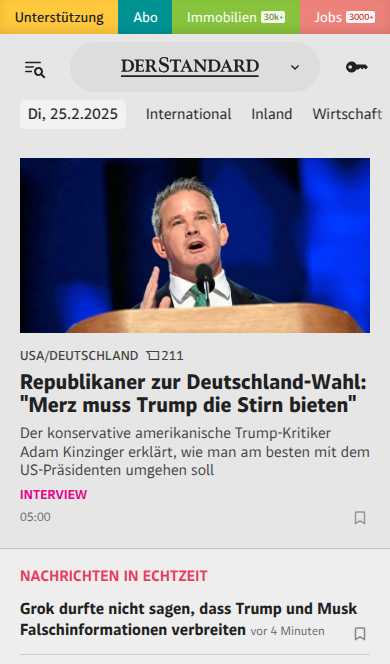 Unterstützung Abo Immobilien 30k+ Jobs 3000+
DERSTANDARD
Di, 25.2.2025 International Inland Wirtschaft
USA/DEUTSCHLAND 211
Republikaner zur Deutschland-Wahl:
"Merz muss Trump die Stirn bieten"
Der konservative amerikanische Trump-Kritiker
Adam Kinzinger erklärt, wie man am besten mit dem
US-Präsidenten umgehen soll
INTERVIEW
05:00
NACHRICHTEN IN ECHTZEIT
Grok durfte nicht sagen, dass Trump und Musk
Falschinformationen verbreiten vor 4 Minuten